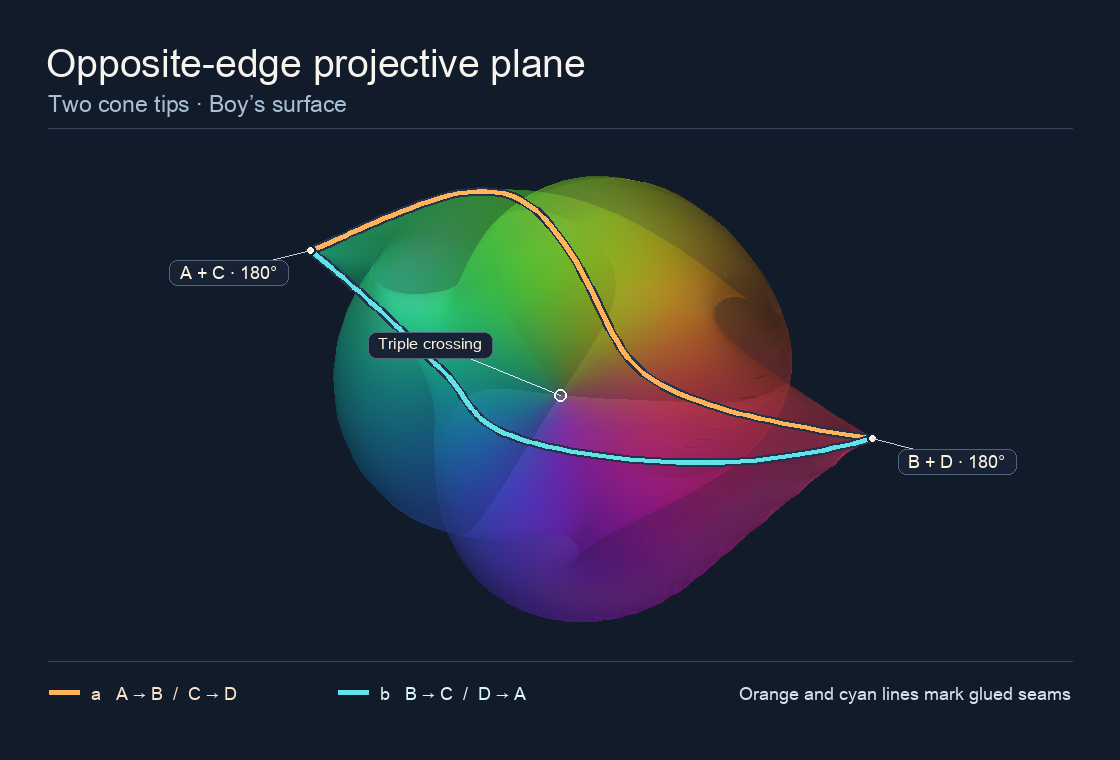 Opposite-edge projective plane
Two cone tips · Boy’s surface
A + C · 180°
Triple crossing
B + D · 180°
a A→B / C→D
b B→C / D→A
Orange and cyan lines mark glued seams